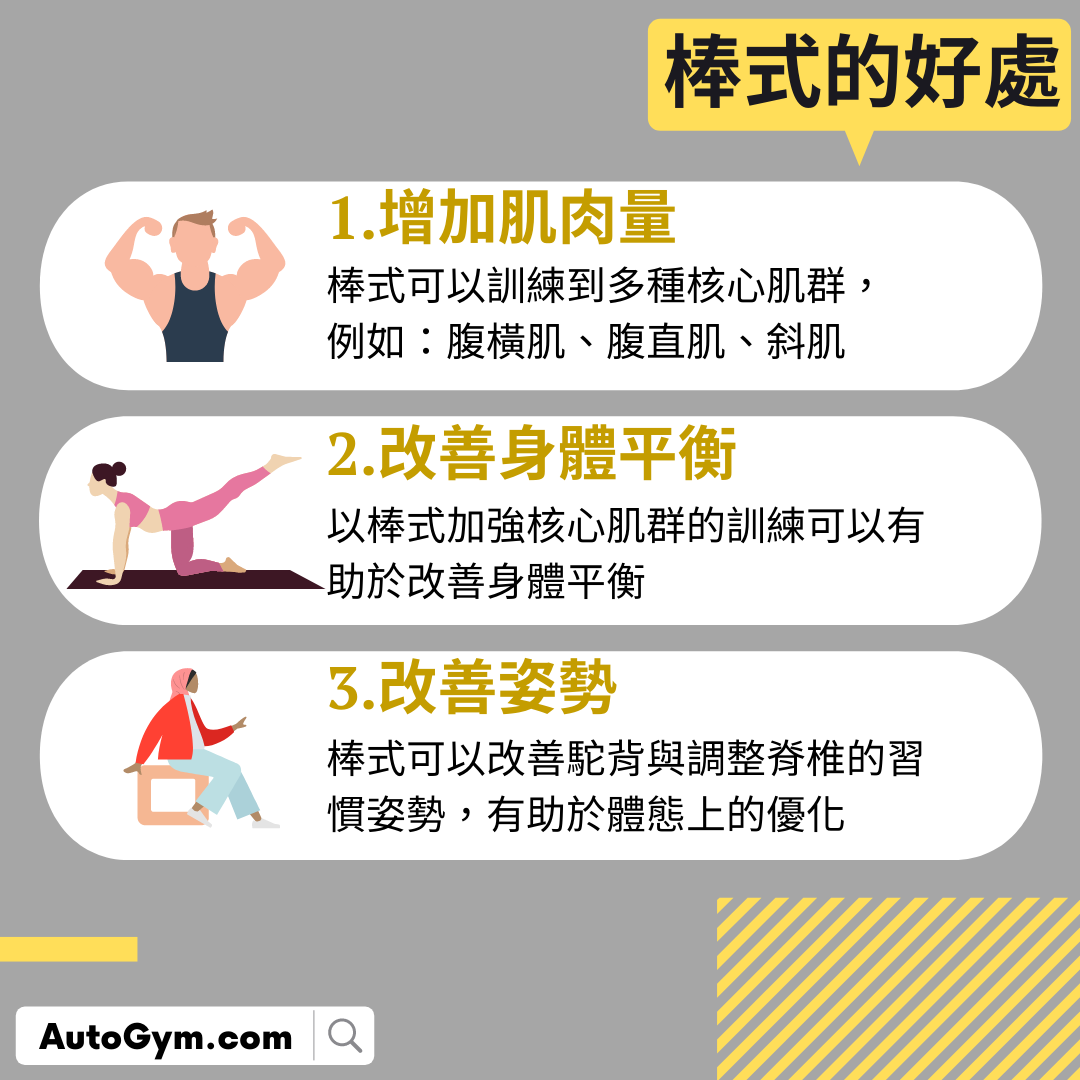 棒式的好處
1.增加肌肉量
棒式可以訓練到多種核心肌群，
例如：腹橫肌、腹直肌、斜肌
2.改善身體平衡
以棒式加強核心肌群的訓練可以有
助於改善身體平衡
3.改善姿勢
棒式可以改善駝背與調整脊椎的習
慣姿勢，有助於體態上的優化
AutoGym.com